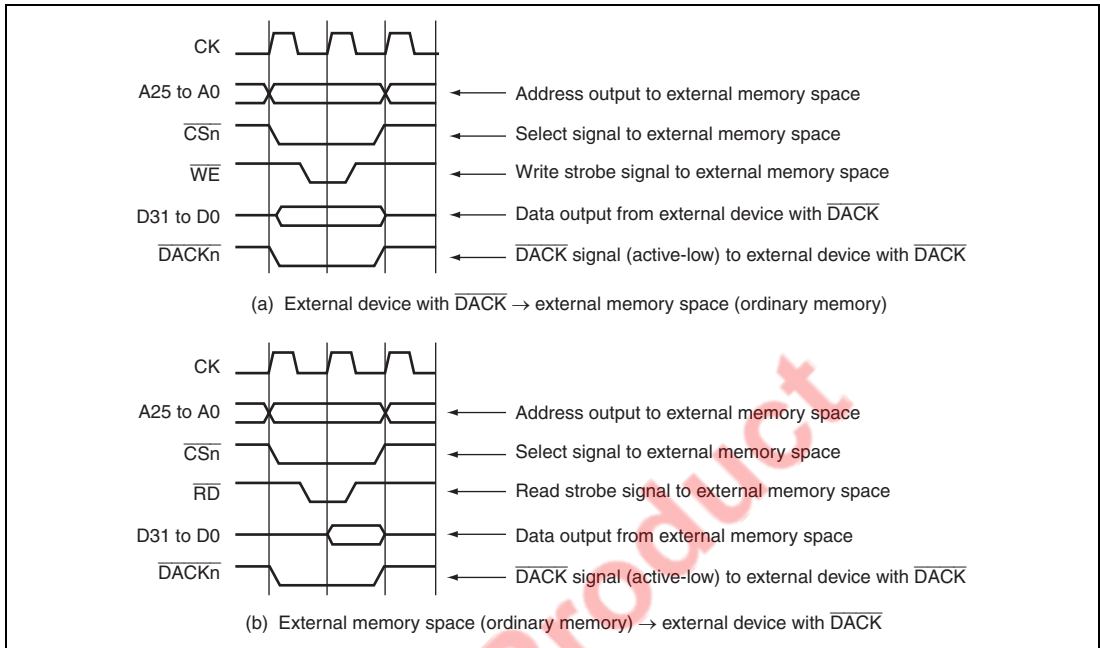 CK
A25 to A0 Address output to external memory space
CSn Select signal to external memory space
WE Write strobe signal to external memory space
D31 to D0 Data output from external device with DACK
DACKn DACK signal (active-low) to external device with DACK
(a) External device with DACK → external memory space (ordinary memory)
CK
A25 to A0 Address output to external memory space
CSn Select signal to external memory space
RD Read strobe signal to external memory space
D31 to D0 Data output from external memory space
DACKn DACK signal (active-low) to external device with DACK
(b) External memory space (ordinary memory) → external device with DACK
Product